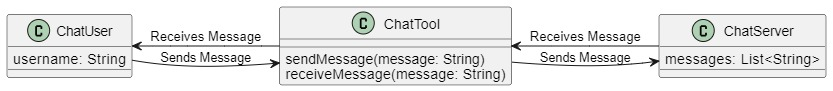 C ChatUser
username: String
Receives Message
Sends Message
C ChatTool
sendMessage(message: String)
receiveMessage(message: String)
Receives Message
Sends Message
C ChatServer
messages: List<String>